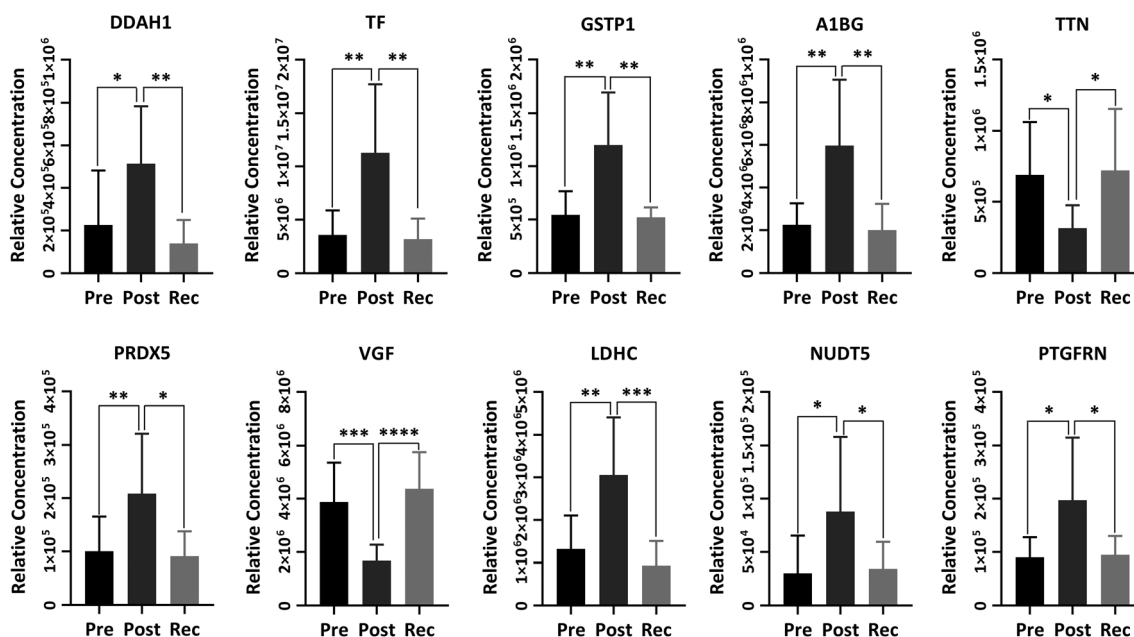 DDAH1
Relative Concentration
1×10⁶
8×10⁵
6×10⁵
4×10⁵
2×10⁵
0
* **
Pre Post Rec
TF
Relative Concentration
2×10⁷
1.5×10⁷
1×10⁷
5×10⁶
0
** **
Pre Post Rec
GSTP1
Relative Concentration
2×10⁶
1.5×10⁶
1×10⁶
5×10⁵
0
** **
Pre Post Rec
A1BG
Relative Concentration
1×10⁶
8×10⁶
6×10⁶
4×10⁶
2×10⁶
0
** **
Pre Post Rec
TTN
Relative Concentration
1.5×10⁶
1×10⁶
5×10⁵
0
* *
Pre Post Rec
PRDX5
Relative Concentration
4×10⁵
3×10⁵
2×10⁵
1×10⁵
0
** *
Pre Post Rec
VGF
Relative Concentration
8×10⁶
6×10⁶
4×10⁶
2×10⁶
0
*** ****
Pre Post Rec
LDHC
Relative Concentration
5×10⁶
4×10⁶
3×10⁶
2×10⁶
1×10⁶
0
** ***
Pre Post Rec
NUDT5
Relative Concentration
2×10⁵
1.5×10⁵
1×10⁵
5×10⁴
0
* *
Pre Post Rec
PTGFRN
Relative Concentration
4×10⁵
3×10⁵
2×10⁵
1×10⁵
0
* *
Pre Post Rec